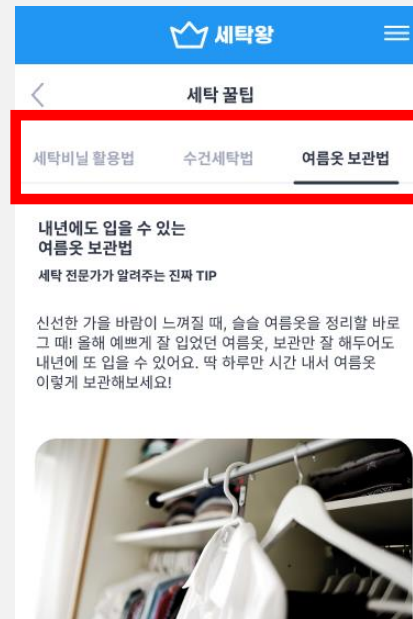 세탁왕
세탁 꿀팁
세탁비닐 활용법 수건세탁법 여름옷 보관법
내년에도 입을 수 있는
여름옷 보관법
세탁 전문가가 알려주는 진짜 TIP
신선한 가을 바람이 느껴질 때, 슬슬 여름옷을 정리할 바로
그 때! 올해 예쁘게 잘 입었던 여름옷, 보관만 잘 해두어도
내년에 또 입을 수 있어요. 딱 하루만 시간 내서 여름옷
이렇게 보관해보세요!